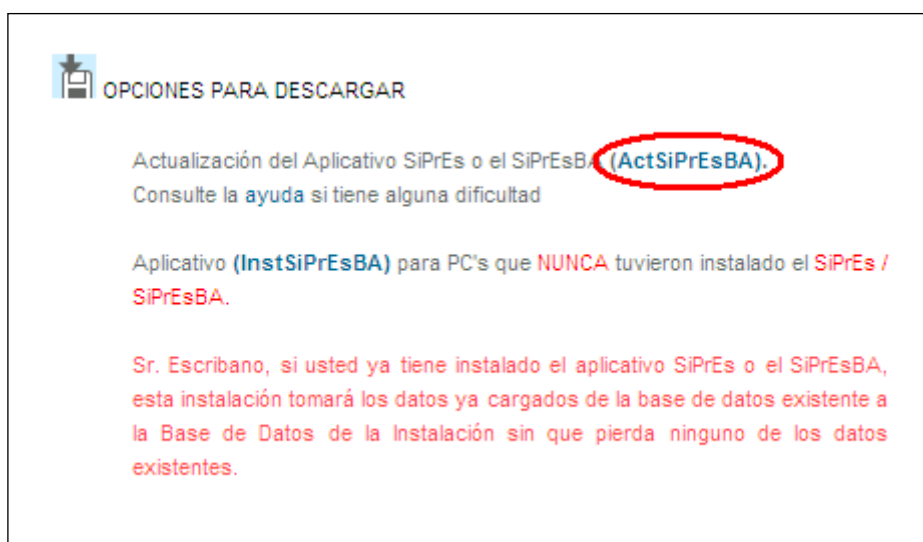 OPCIONES PARA DESCARGAR
Actualización del Aplicativo SiPrEs o el SiPrEsBA (ActSiPrEsBA).
Consulte la ayuda si tiene alguna dificultad
Aplicativo (InstSiPrEsBA) para PC's que NUNCA tuvieron instalado el SiPrEs /
SiPrEsBA.
Sr. Escribano, si usted ya tiene instalado el aplicativo SiPrEs o el SiPrEsBA,
esta instalación tomará los datos ya cargados de la base de datos existente a
la Base de Datos de la Instalación sin que pierda ninguno de los datos
existentes.